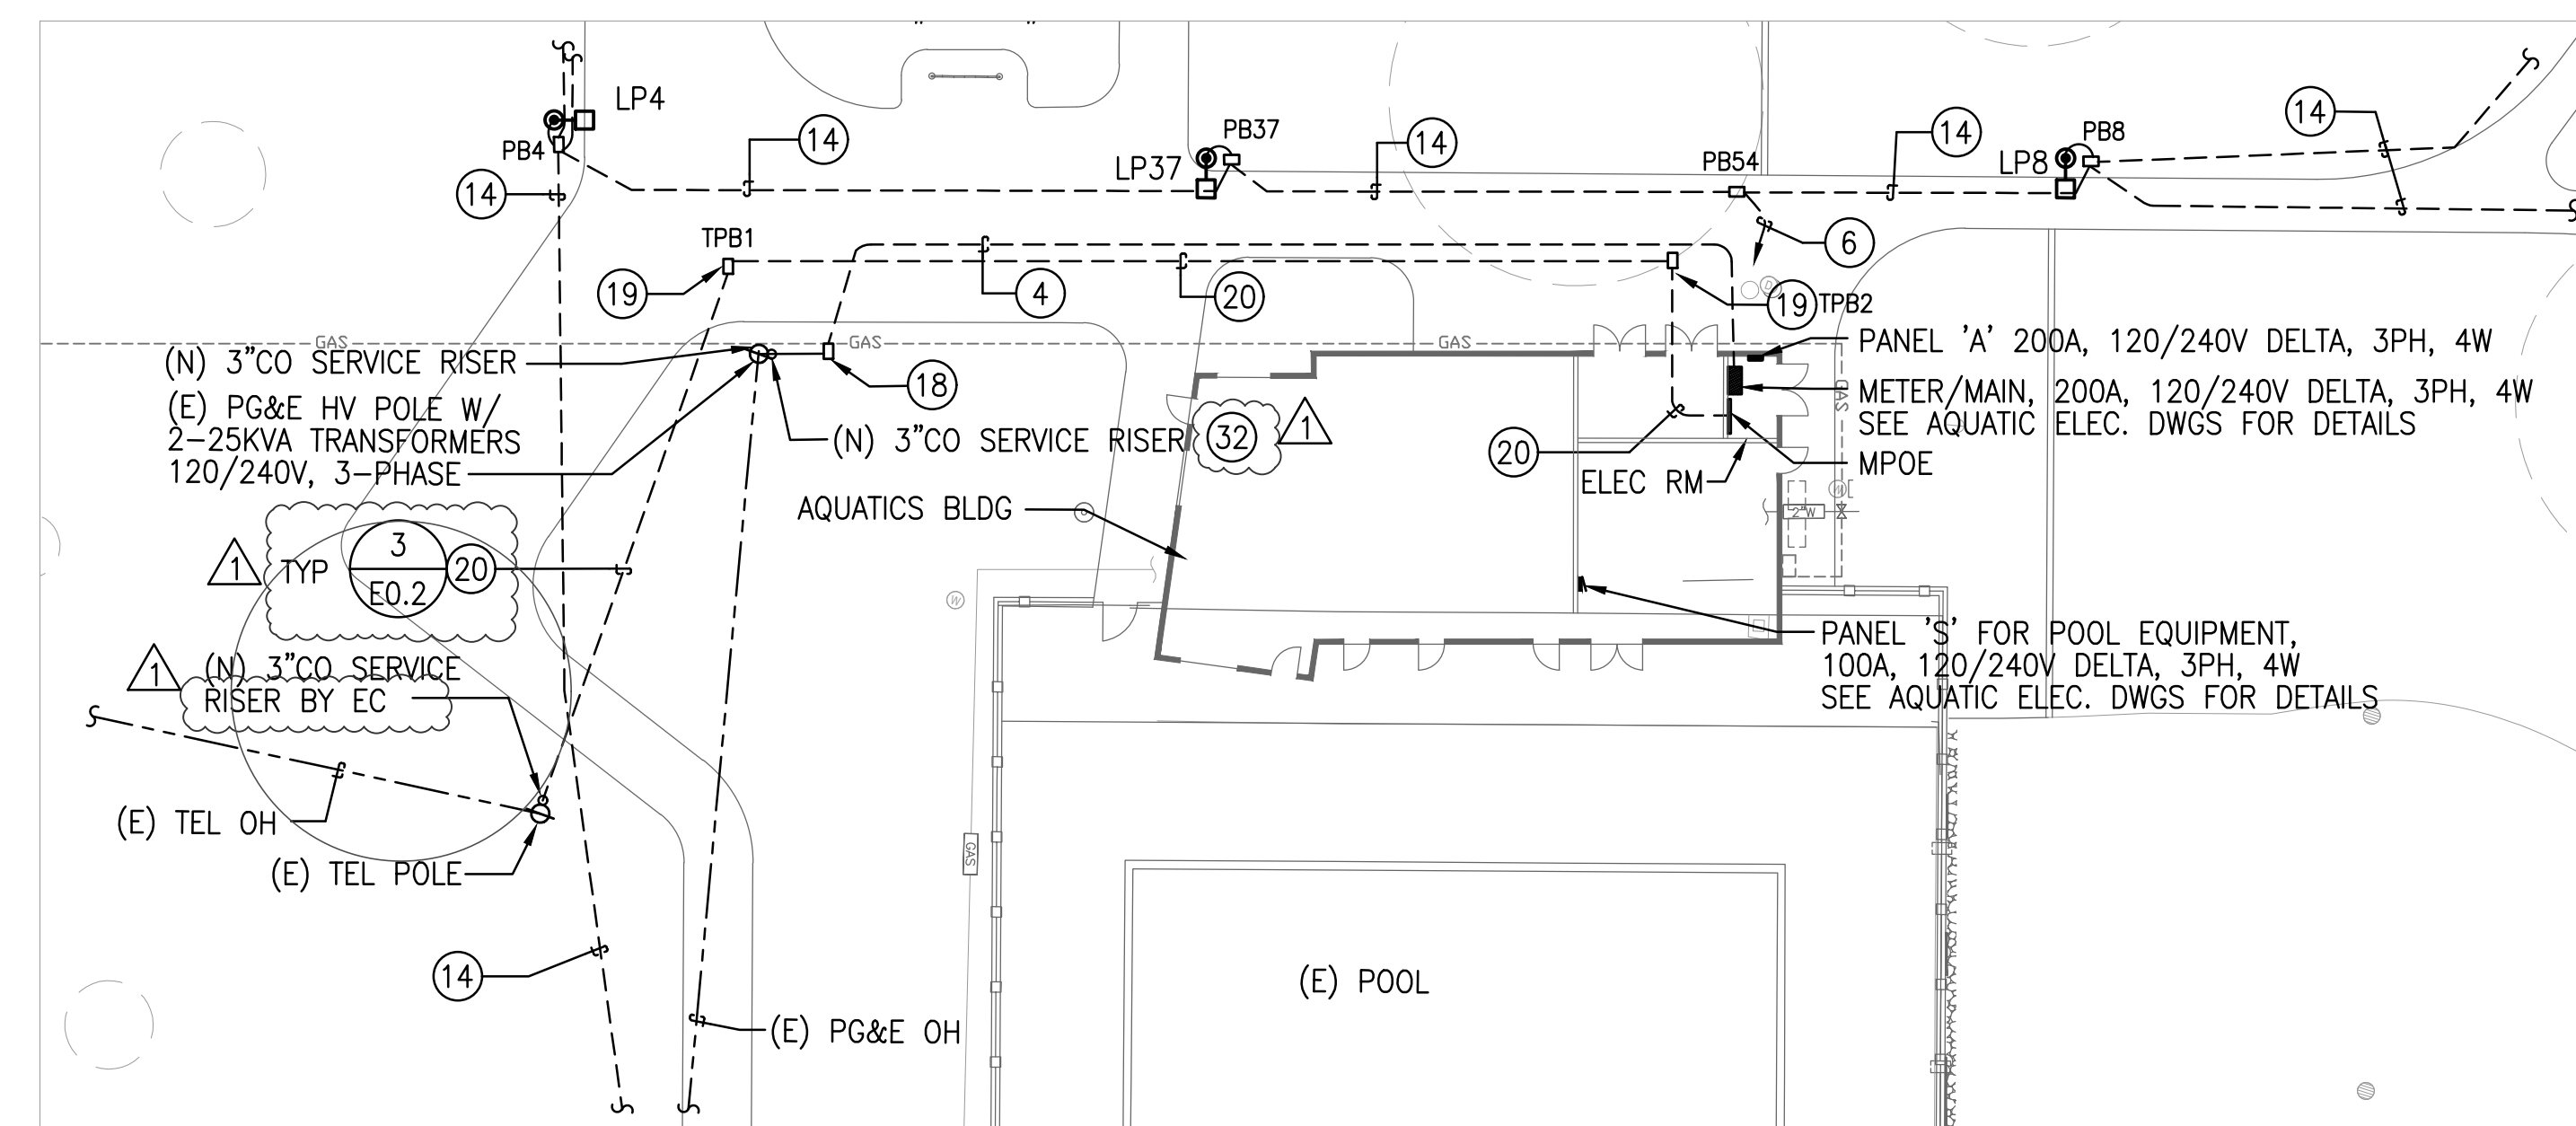 LP4
PB4
14
14
PB37
LP37
14
PB54
14
LP8
PB8
14
6
TPB1
19
4
20
19
TPB2
GAS
GAS
GAS
GAS
(N) 3"CO SERVICE RISER
(E) PG&E HV POLE W/
2-25KVA TRANSFORMERS
120/240V, 3-PHASE
18
(N) 3"CO SERVICE RISER
32
1
PANEL 'A' 200A, 120/240V DELTA, 3PH, 4W
METER/MAIN, 200A, 120/240V DELTA, 3PH, 4W
SEE AQUATIC ELEC. DWGS FOR DETAILS
MPOE
20
ELEC RM
AQUATICS BLDG
2"W
W
D
M
1
TYP
3
E0.2
20
1
(N) 3"CO SERVICE
RISER BY EC
PANEL 'S' FOR POOL EQUIPMENT,
100A, 120/240V DELTA, 3PH, 4W
SEE AQUATIC ELEC. DWGS FOR DETAILS
(E) TEL OH
(E) TEL POLE
GAS
14
(E) POOL
(E) PG&E OH